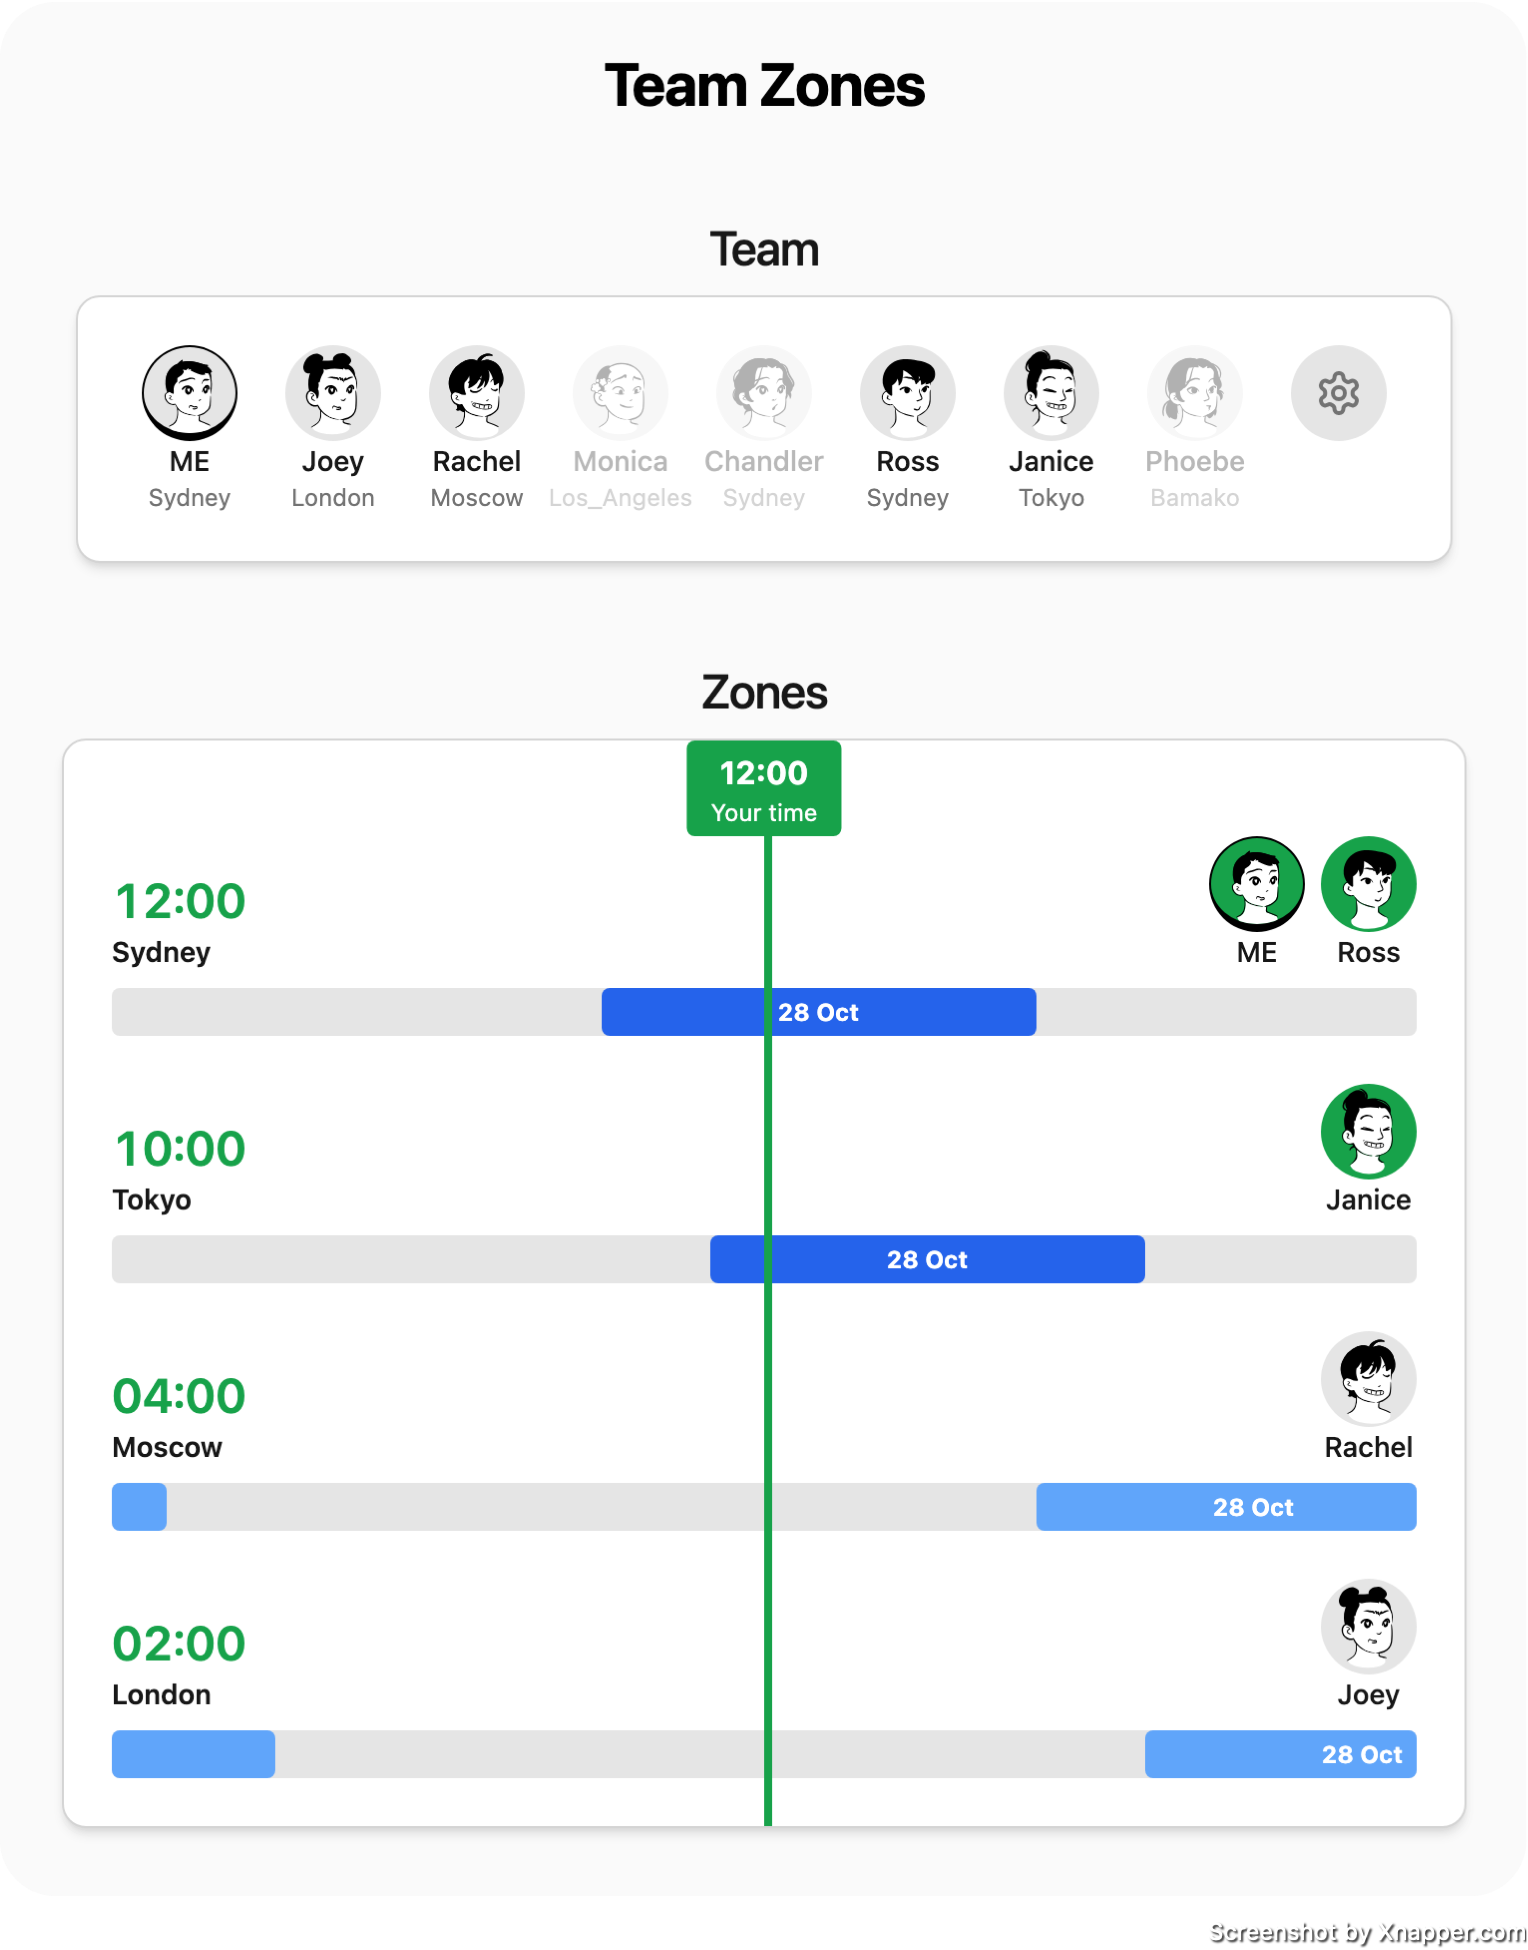 Team Zones
Team
ME
Sydney
Joey
London
Rachel
Moscow
Monica
Los_Angeles
Chandler
Sydney
Ross
Sydney
Janice
Tokyo
Phoebe
Bamako
Zones
12:00
Your time
12:00
Sydney
ME
Ross
28 Oct
10:00
Tokyo
Janice
28 Oct
04:00
Moscow
Rachel
28 Oct
02:00
London
Joey
28 Oct
Screenshot by Xnapper.com